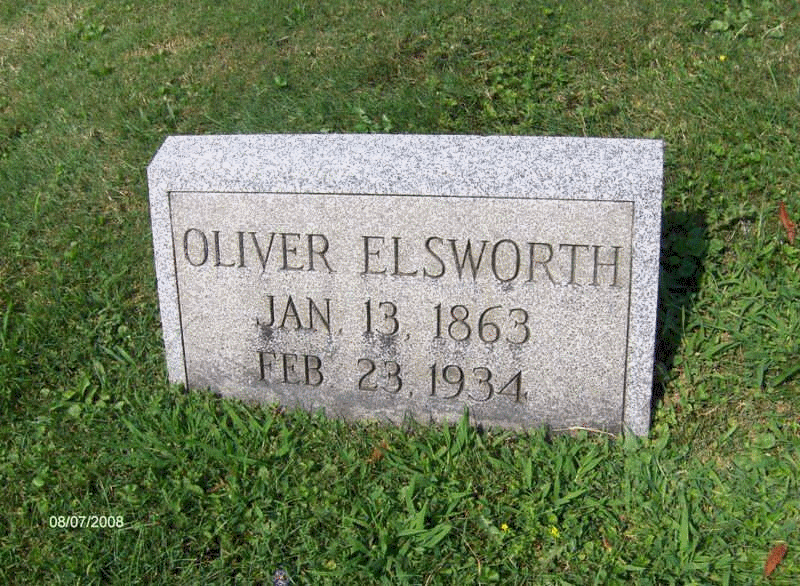 OLIVER ELSWORTH
JAN. 13, 1863
FEB 23, 1934
08/07/2008